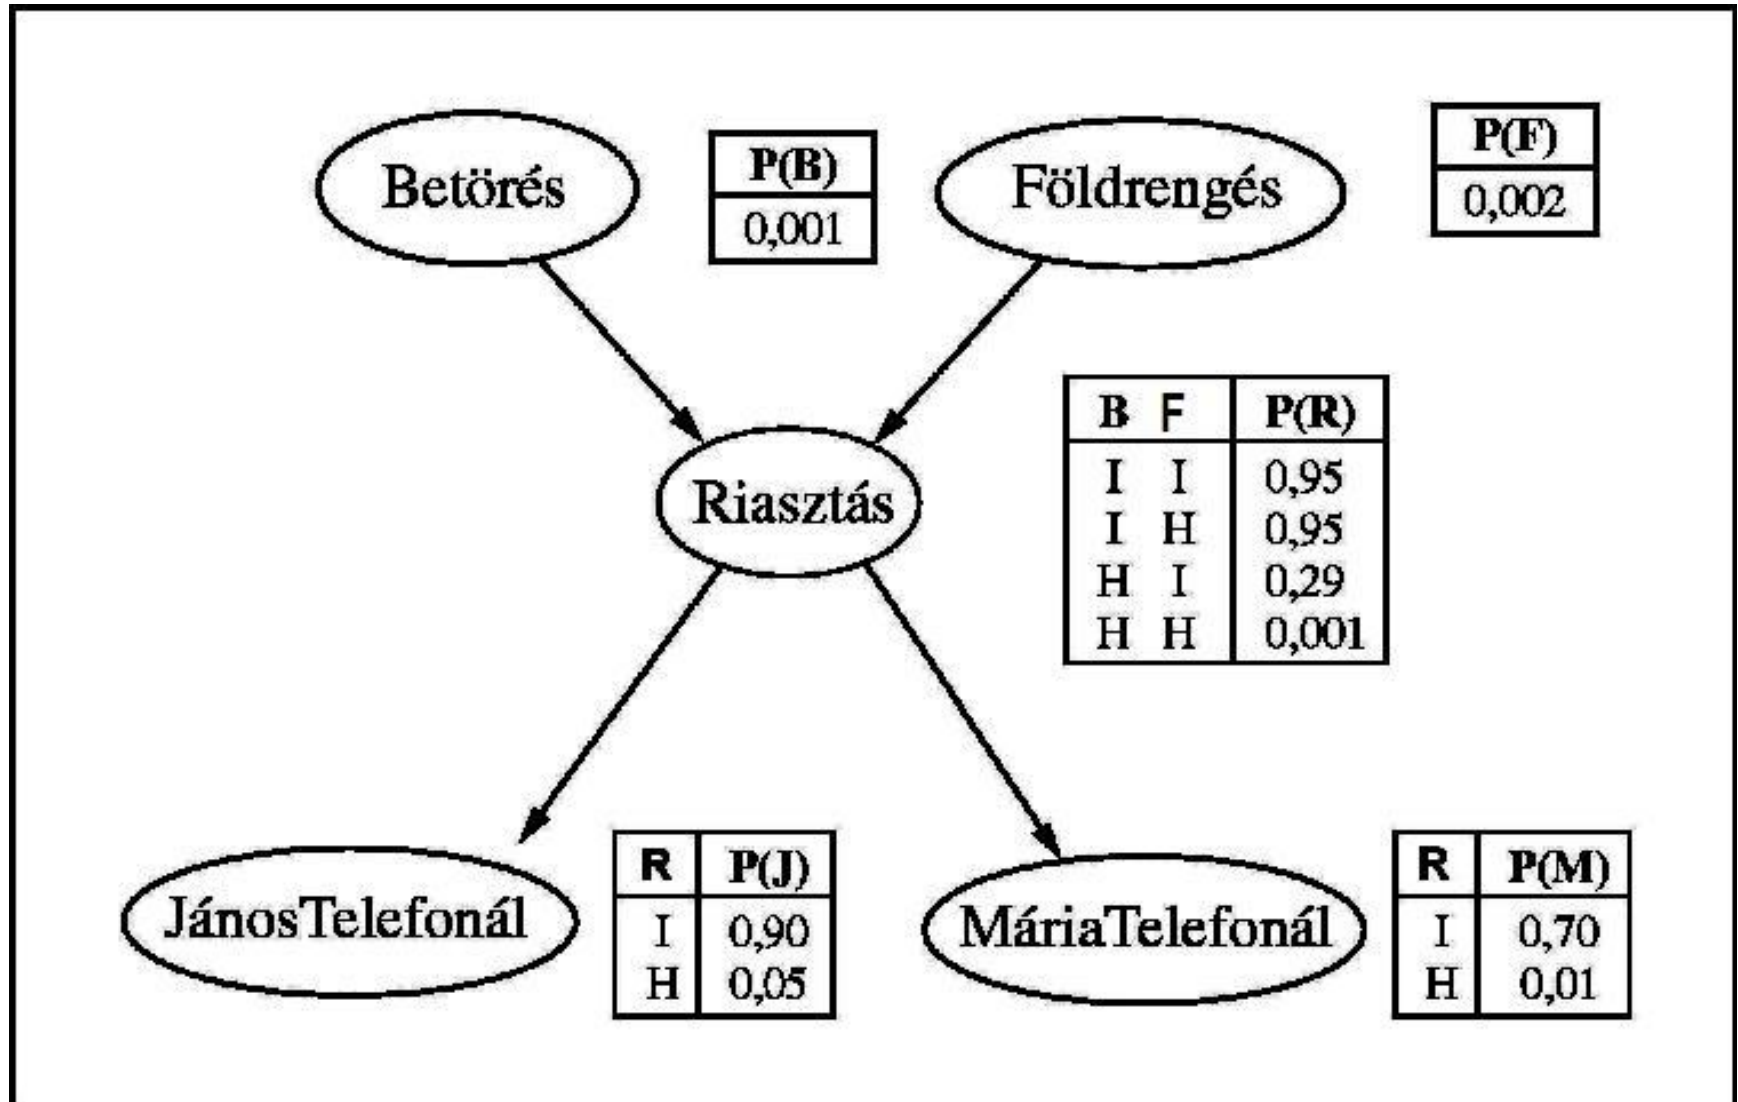 Betörés
P(B)
0,001
Földrengés
P(F)
0,002
Riasztás
B F P(R)
I I 0,95
I H 0,95
H I 0,29
H H 0,001
JánosTelefonál
R P(J)
I 0,90
H 0,05
MáriaTelefonál
R P(M)
I 0,70
H 0,01